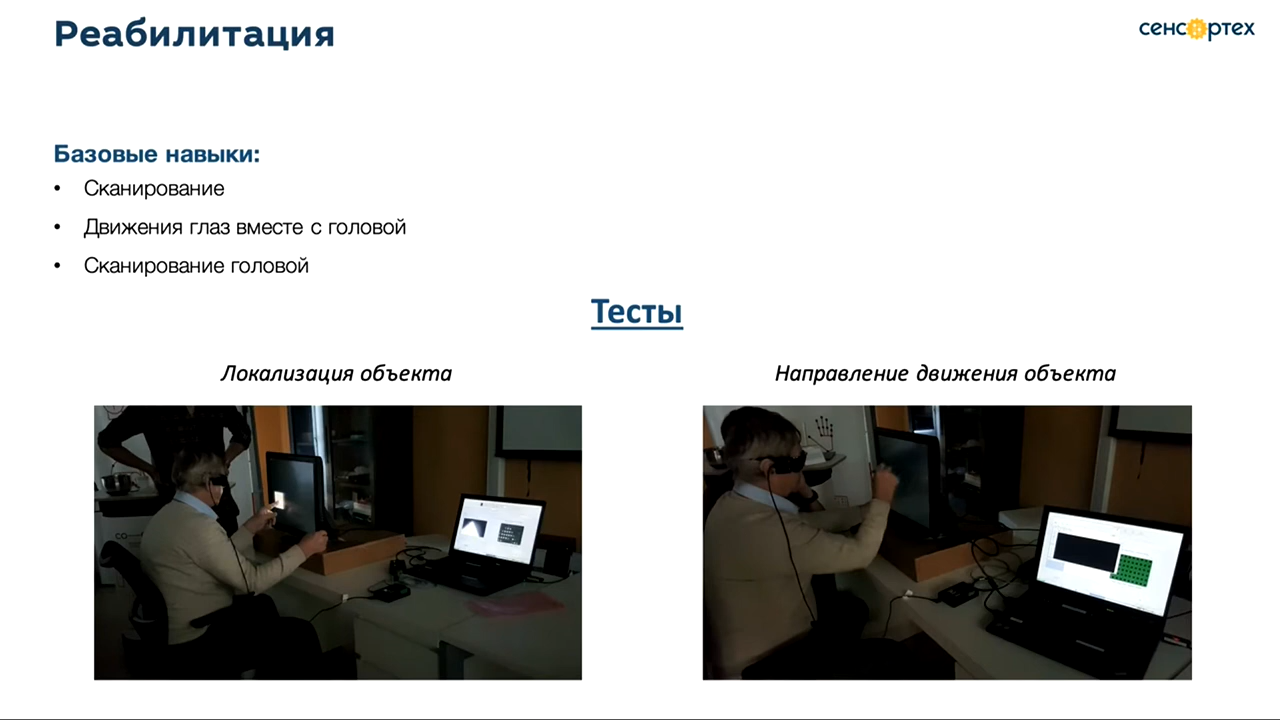 Реабилитация
сенсортех
Базовые навыки:
• Сканирование
• Движения глаз вместе с головой
• Сканирование головой
Тесты
Локализация объекта
Направление движения объекта